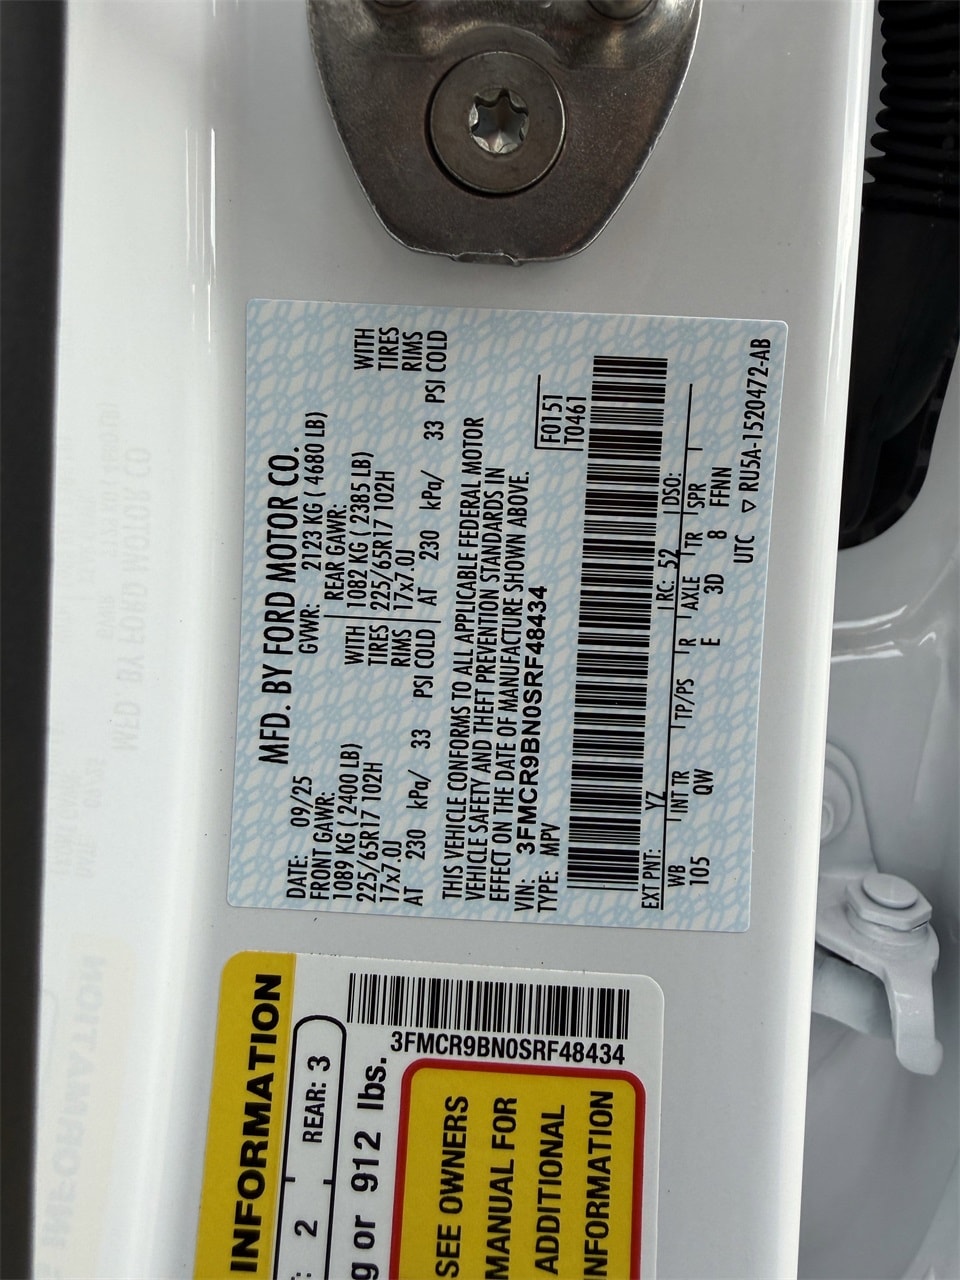 MFD. BY FORD MOTOR CO.
DATE: 09/25 GVWR: 2123 KG ( 4680 LB)
FRONT GAWR: REAR GAWR:
1089 KG ( 2400 LB) WITH 1082 KG ( 2385 LB) WITH
225/65R17 102H TIRES 225/65R17 102H TIRES
17x7.0J RIMS 17x7.0J RIMS
AT 230 kPa/ 33 PSI COLD AT 230 kPa/ 33 PSI COLD
THIS VEHICLE CONFORMS TO ALL APPLICABLE FEDERAL MOTOR
VEHICLE SAFETY AND THEFT PREVENTION STANDARDS IN
EFFECT ON THE DATE OF MANUFACTURE SHOWN ABOVE.
VIN: 3FMCR9BN0SRF48434 F0151
TYPE: MPV T0461
EXT PNT: YZ RC: 52 DSO:
WB INT TR TP/PS R AXLE TR SPR
105 QW E 3D 8 FFNN
UTC ▽ RU5A-1520472-AB
INFORMATION
: 2 REAR: 3
g or 912 lbs.
3FMCR9BN0SRF48434
SEE OWNERS
MANUAL FOR
ADDITIONAL
INFORMATION